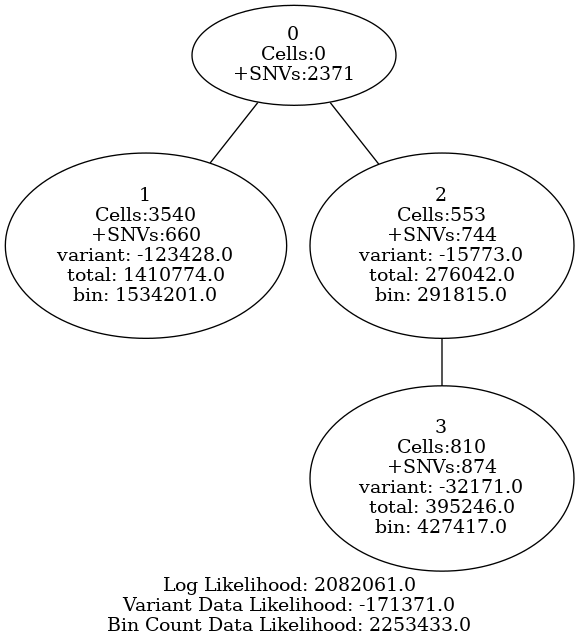 0
Cells:0
+SNVs:2371
1
Cells:3540
+SNVs:660
variant: -123428.0
total: 1410774.0
bin: 1534201.0
2
Cells:553
+SNVs:744
variant: -15773.0
total: 276042.0
bin: 291815.0
3
Cells:810
+SNVs:874
variant: -32171.0
total: 395246.0
bin: 427417.0
Log Likelihood: 2082061.0
Variant Data Likelihood: -171371.0
Bin Count Data Likelihood: 2253433.0